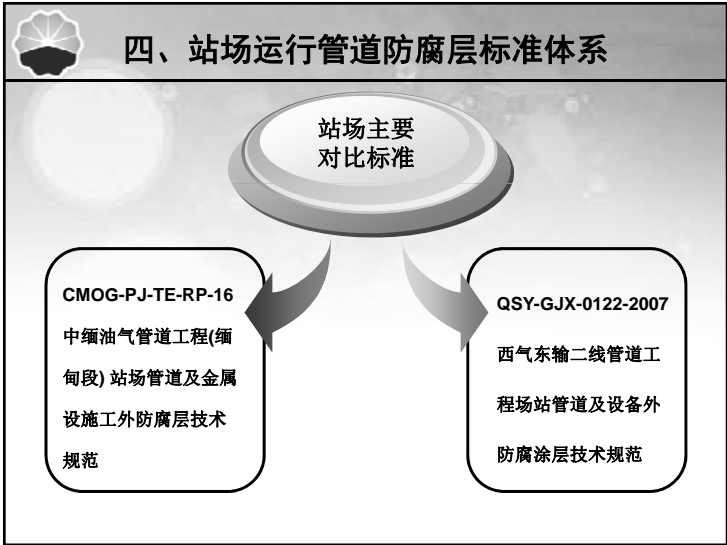 四、站场运行管道防腐层标准体系
站场主要
对比标准
CMOG-PJ-TE-RP-16
中缅油气管道工程(缅
甸段) 站场管道及金属
设施工外防腐层技术
规范
QSY-GJX-0122-2007
西气东输二线管道工
程场站管道及设备外
防腐涂层技术规范